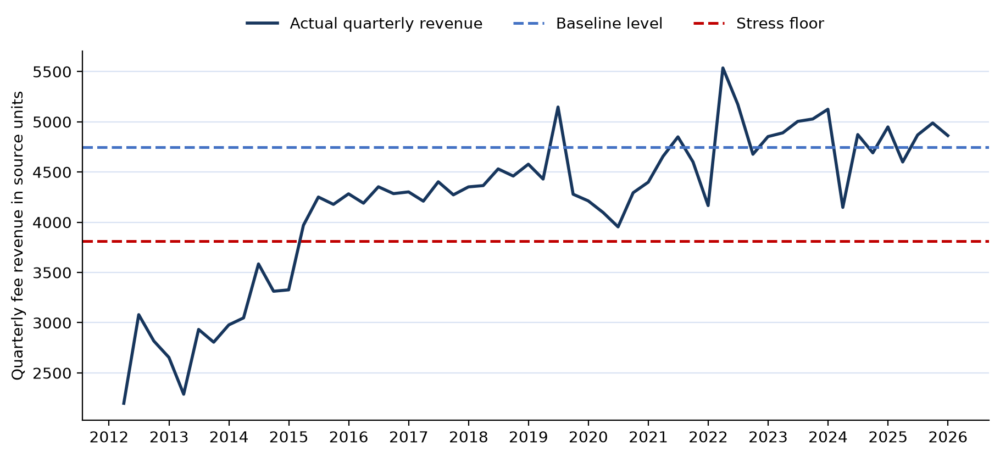 Actual quarterly revenue
Baseline level
Stress floor
Quarterly fee revenue in source units
5500
5000
4500
4000
3500
3000
2500
2012 2013 2014 2015 2016 2017 2018 2019 2020 2021 2022 2023 2024 2025 2026